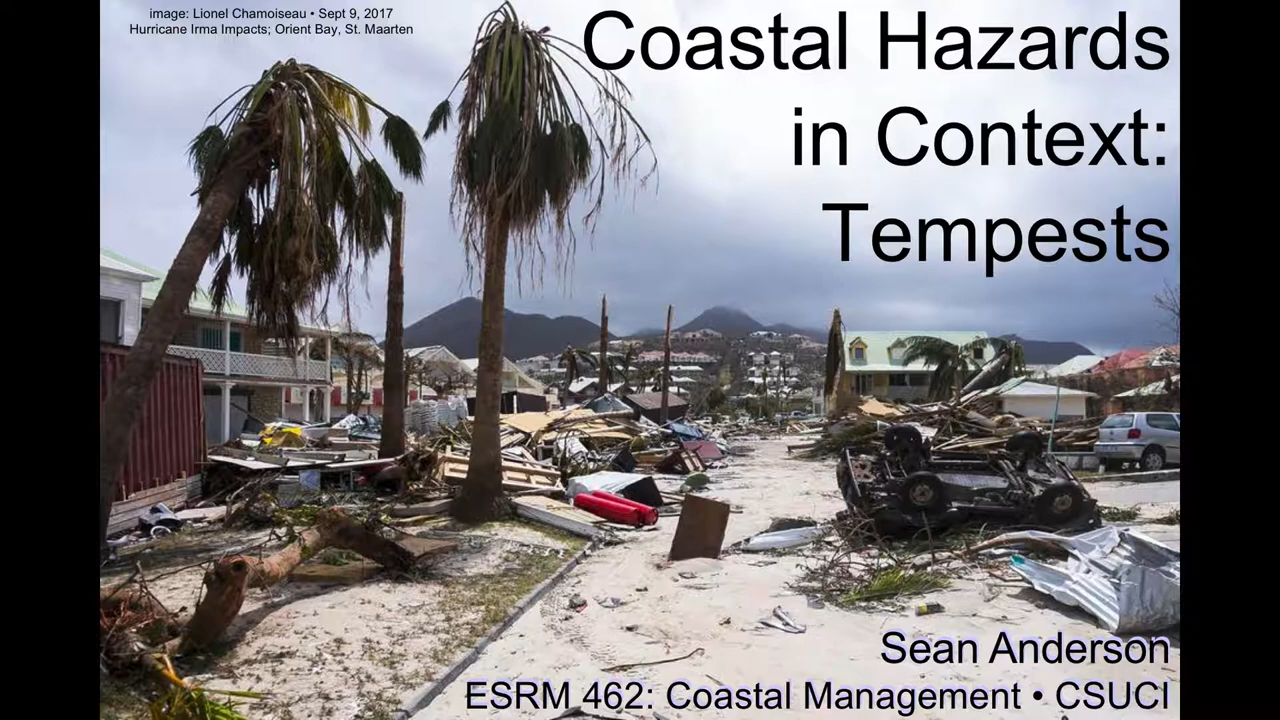 image: Lionel Chamoiseau • Sept 9, 2017
Hurricane Irma Impacts; Orient Bay, St. Maarten
Coastal Hazards
in Context:
Tempests
Sean Anderson
ESRM 462: Coastal Management • CSUCI